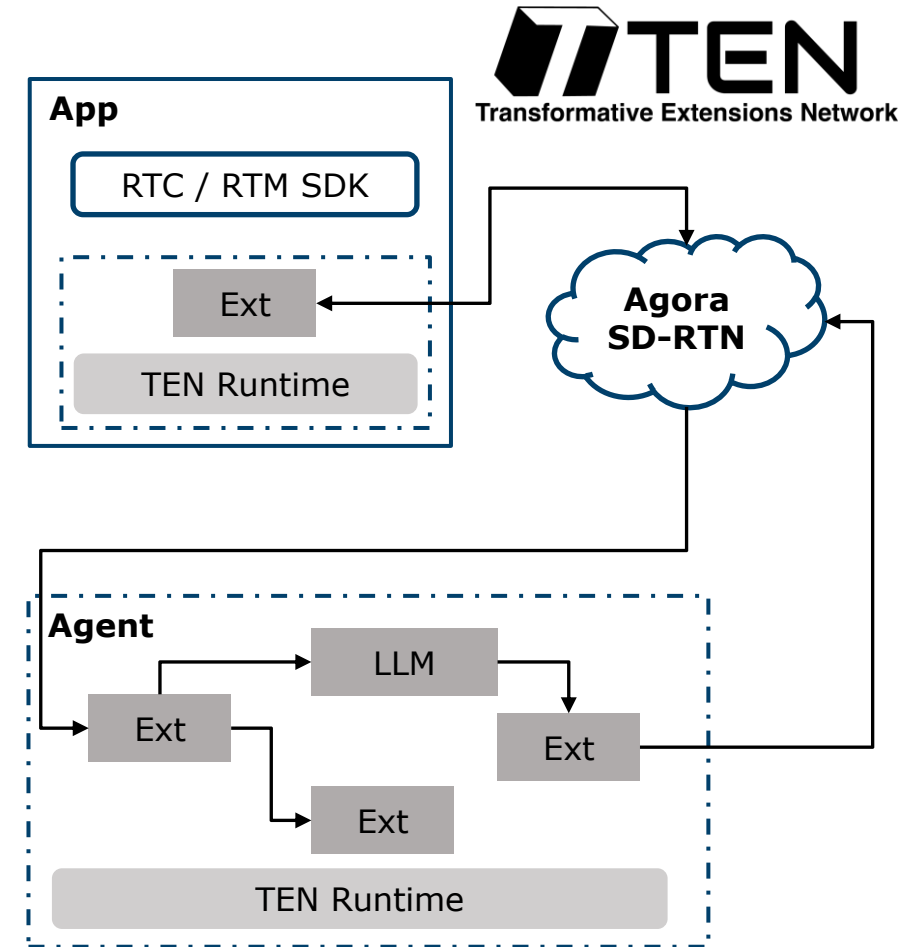 TEN
Transformative Extensions Network
App
RTC / RTM SDK
Ext
TEN Runtime
Agora
SD-RTN
Agent
LLM
Ext
Ext
Ext
TEN Runtime